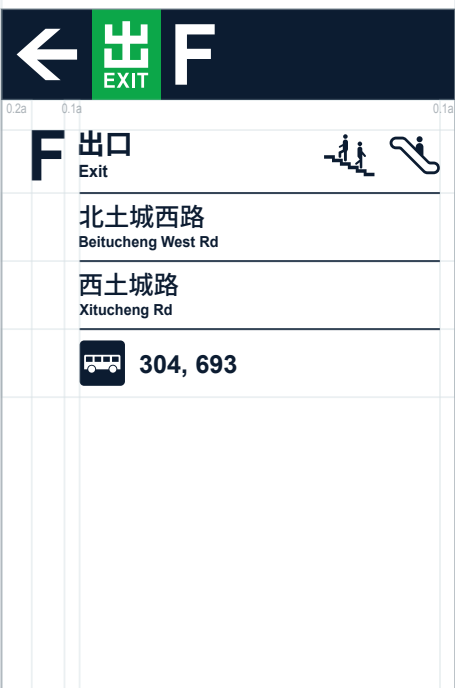 出 F
EXIT
0.2a 0.1a 0.1a
F 出口
Exit
北土城西路
Beitucheng West Rd
西土城路
Xitucheng Rd
304, 693